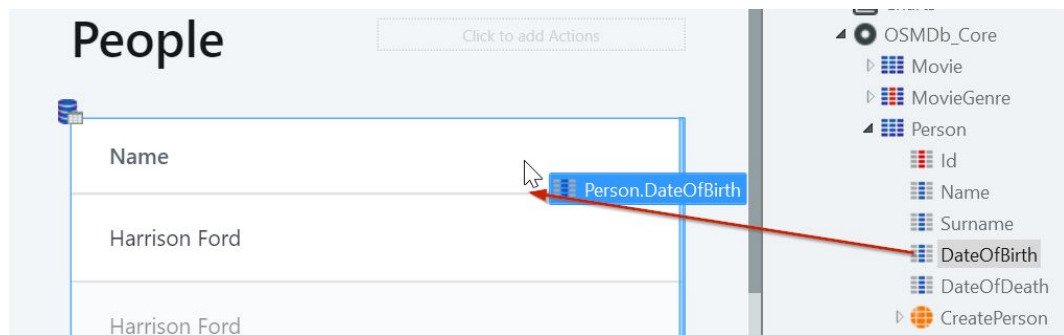 People
Click to add Actions
Name
Person.DateOfBirth
Harrison Ford
Harrison Ford
OSMDb_Core
Movie
MovieGenre
Person
Id
Name
Surname
DateOfBirth
DateOfDeath
CreatePerson